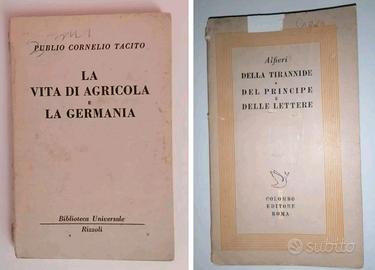 PUBLIO CORNELIO TACITO
LA
VITA DI AGRICOLA
e
LA GERMANIA
Biblioteca Universale
Rizzoli
Alfieri
DELLA TIRANNIDE
DEL PRINCIPE
E
DELLE LETTERE
COLOMBO
EDITORE
ROMA
subito